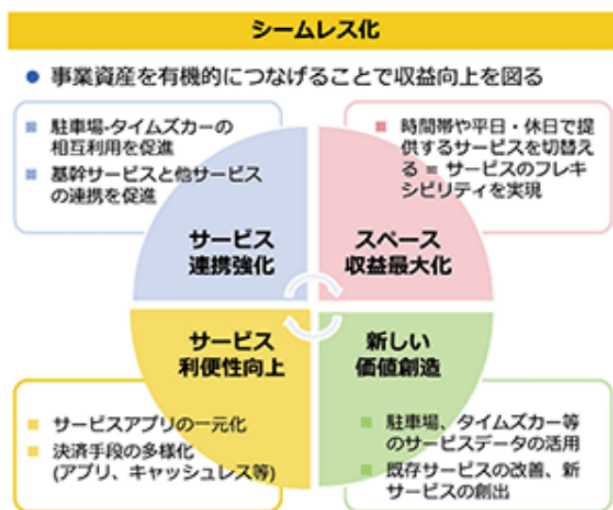 シームレス化
● 事業資産を有機的につなげることで収益向上を図る
■ 駐車場-タイムズカーの
相互利用を促進
■ 基幹サービスと他サービス
の連携を促進
■ 時間帯や平日・休日で提
供するサービスを切替え
る ＝ サービスのフレキ
シビリティを実現
サービス
連携強化
スペース
収益最大化
サービス
利便性向上
新しい
価値創造
■ サービスアプリの一元化
■ 決済手段の多様化
(アプリ、キャッシュレス等)
■ 駐車場、タイムズカー等
のサービスデータの活用
■ 既存サービスの改善、新
サービスの創出